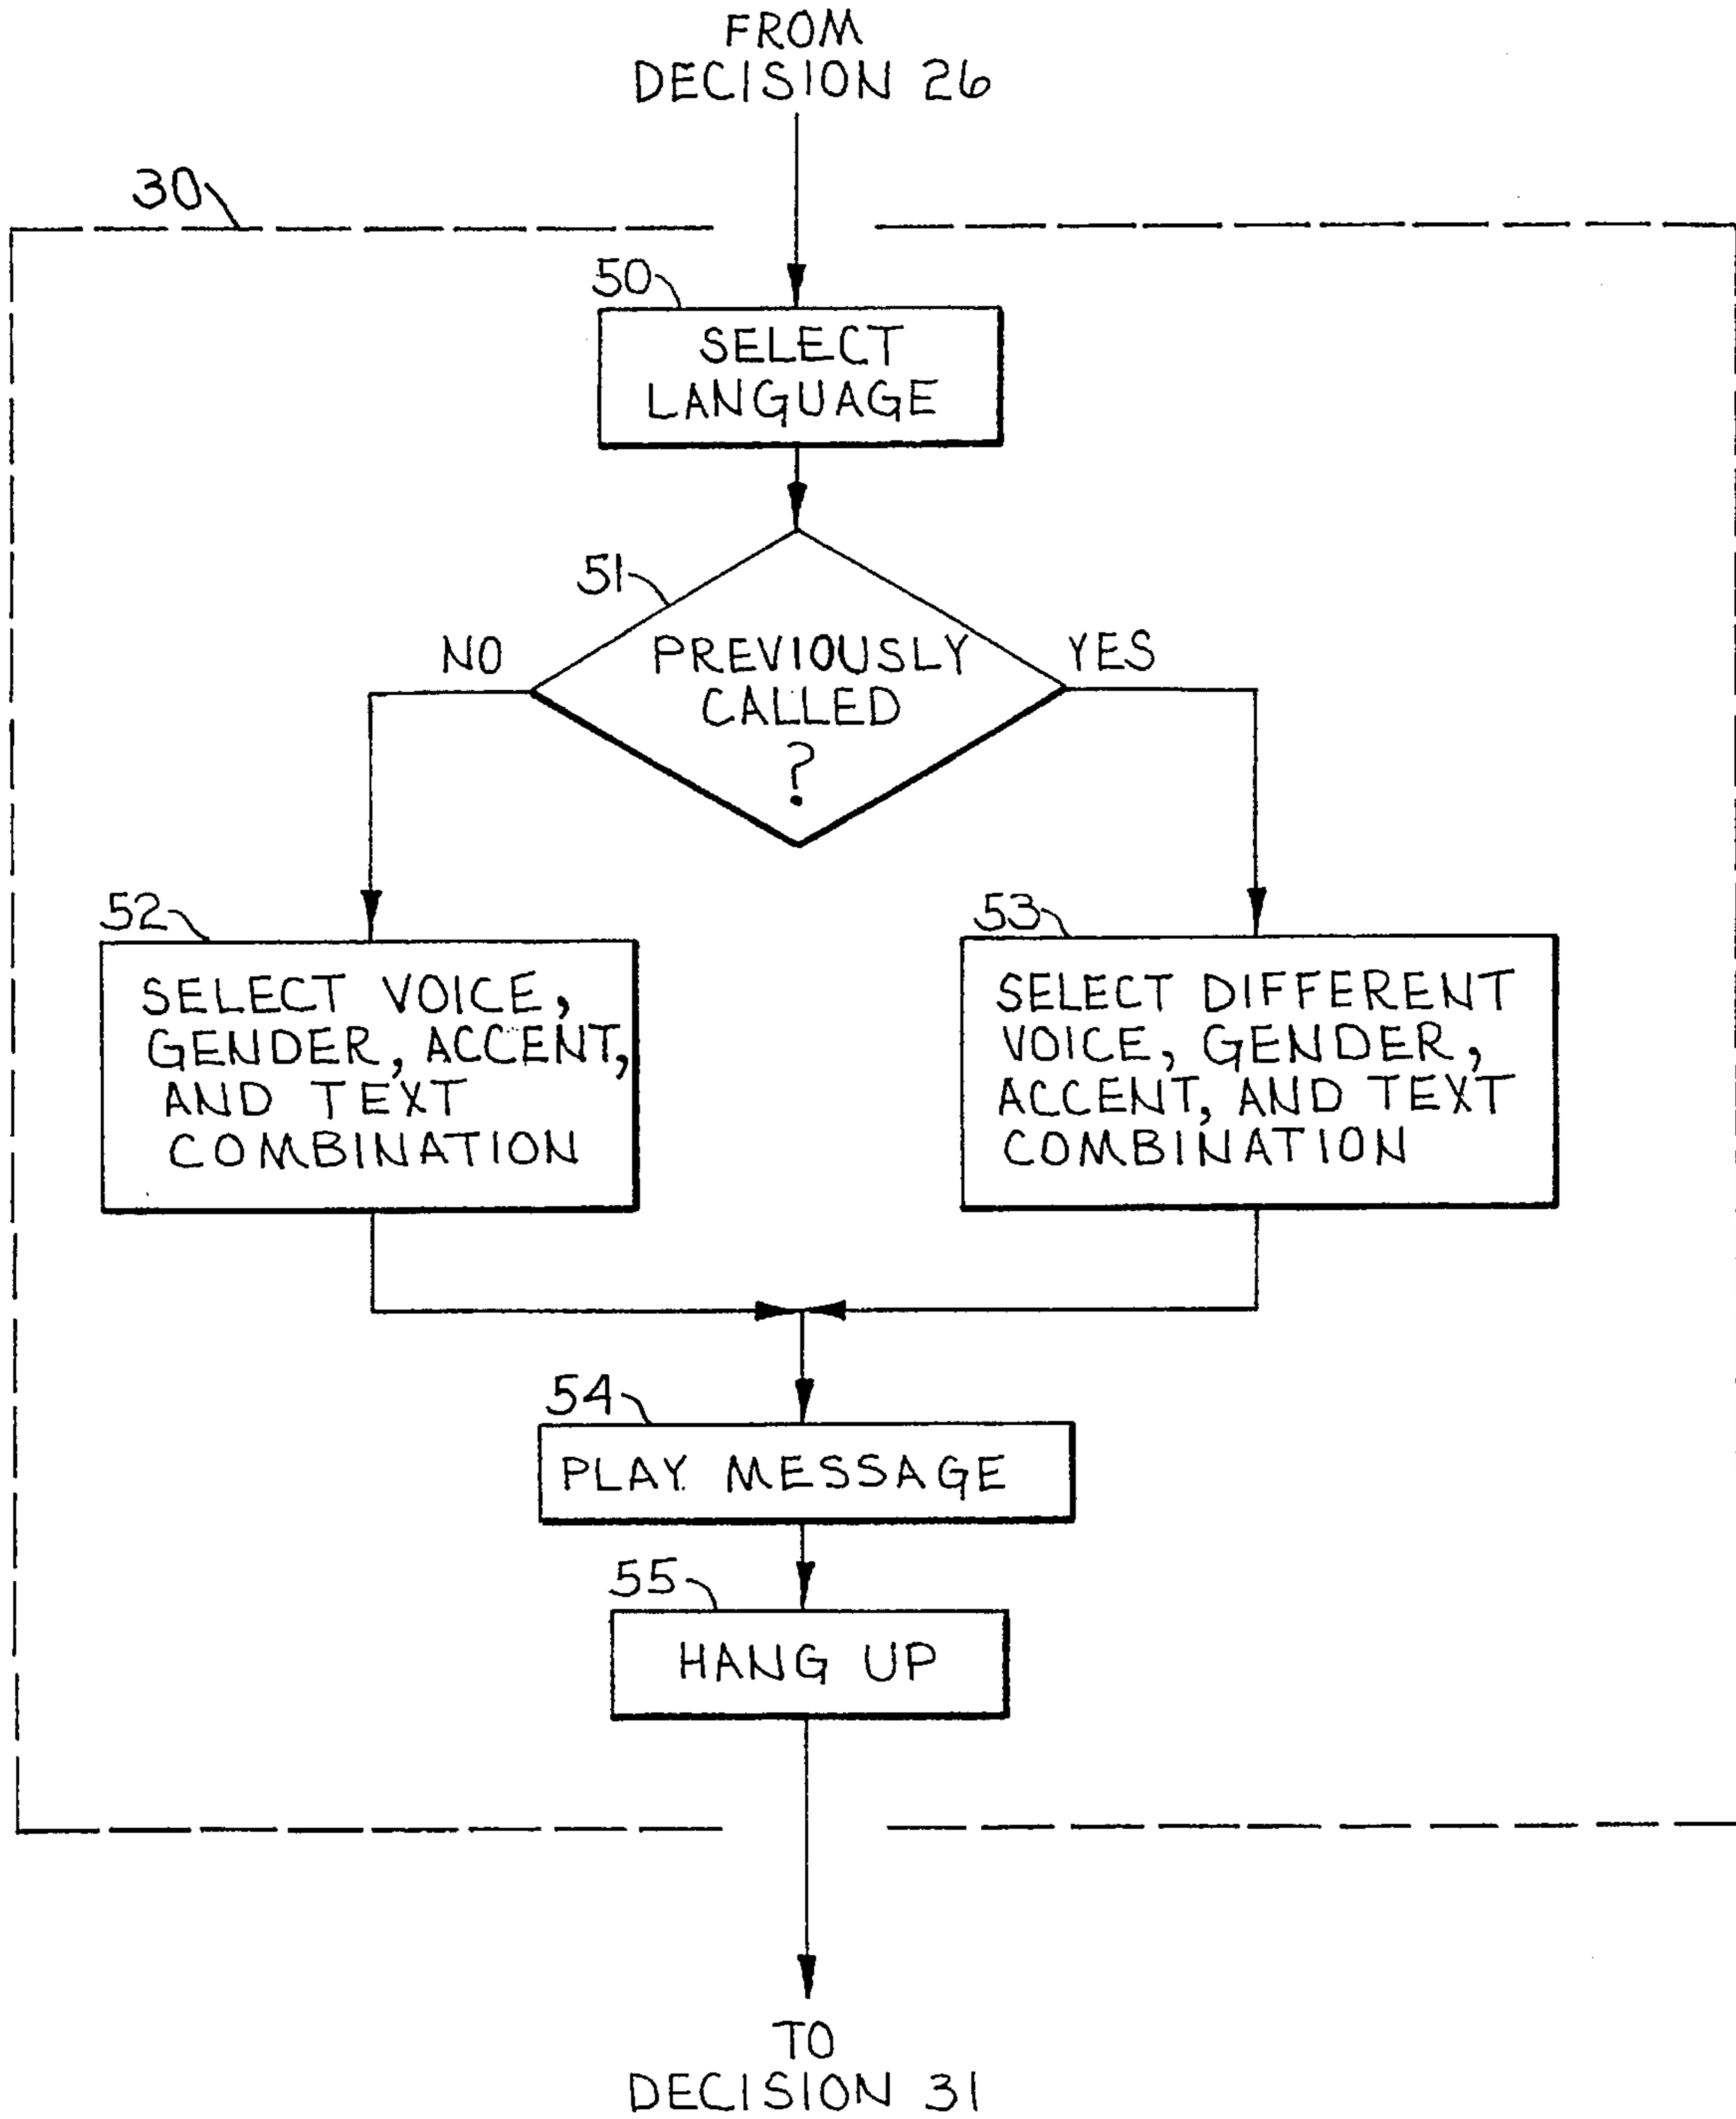 FROM
DECISION 26
30
50
SELECT
LANGUAGE
51
NO
PREVIOUSLY
CALLED
?
YES
52
SELECT VOICE,
GENDER, ACCENT,
AND TEXT
COMBINATION
53
SELECT DIFFERENT
VOICE, GENDER,
ACCENT, AND TEXT
COMBINATION
54
PLAY MESSAGE
55
HANG UP
TO
DECISION 31